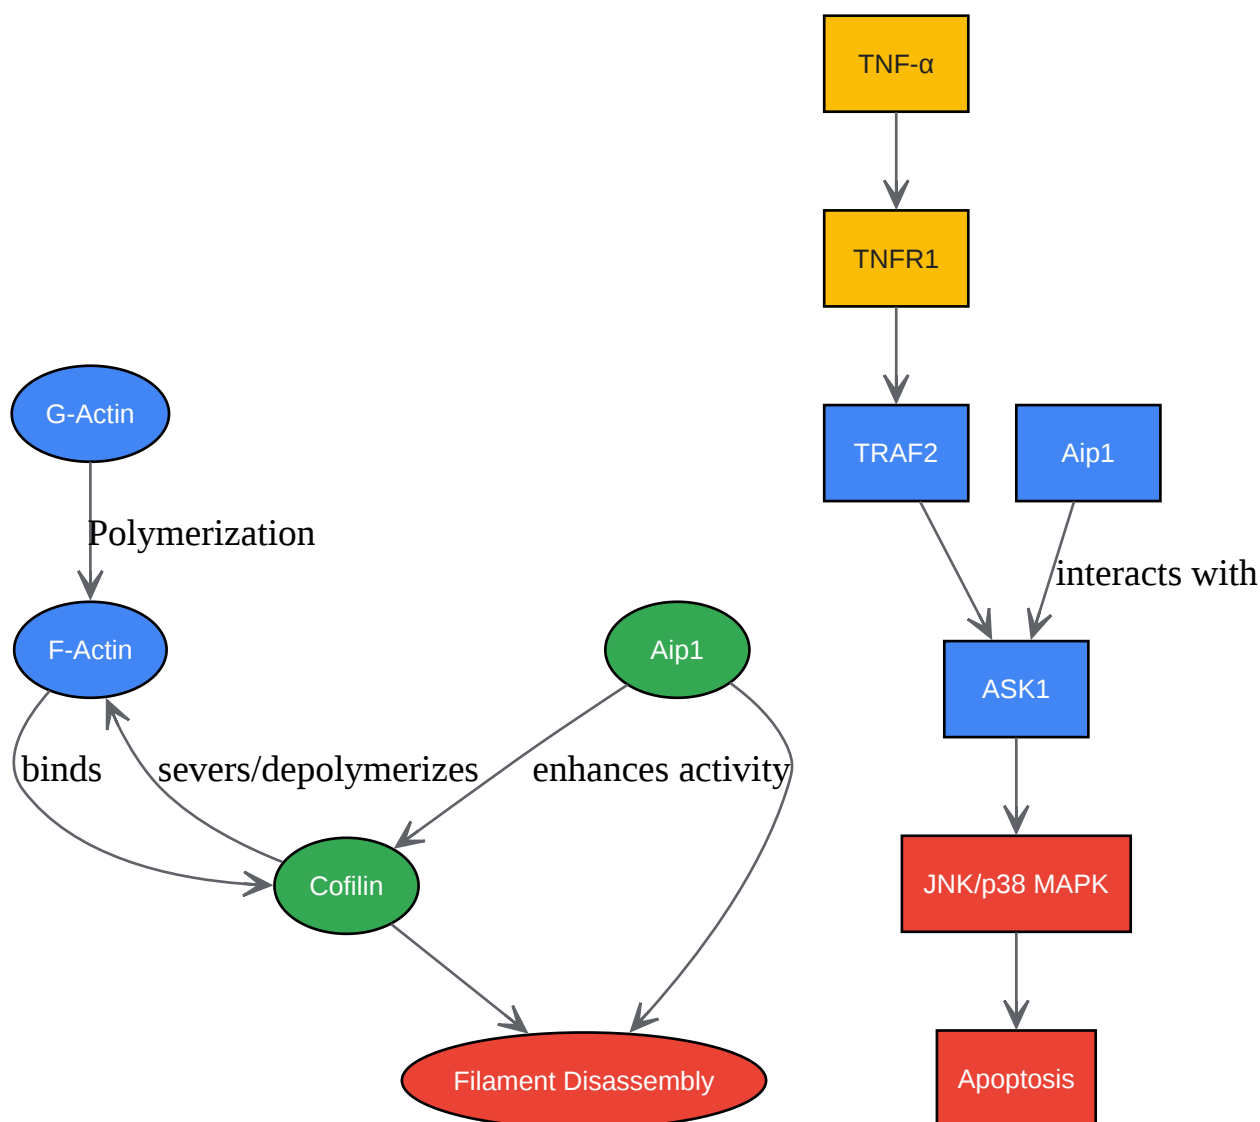 TNF-α
TNFR1
G-Actin
TRAF2
Aip1
Polymerization
interacts with
F-Actin
Aip1
ASK1
binds
severs/depolymerizes
enhances activity
Cofilin
JNK/p38 MAPK
Filament Disassembly
Apoptosis